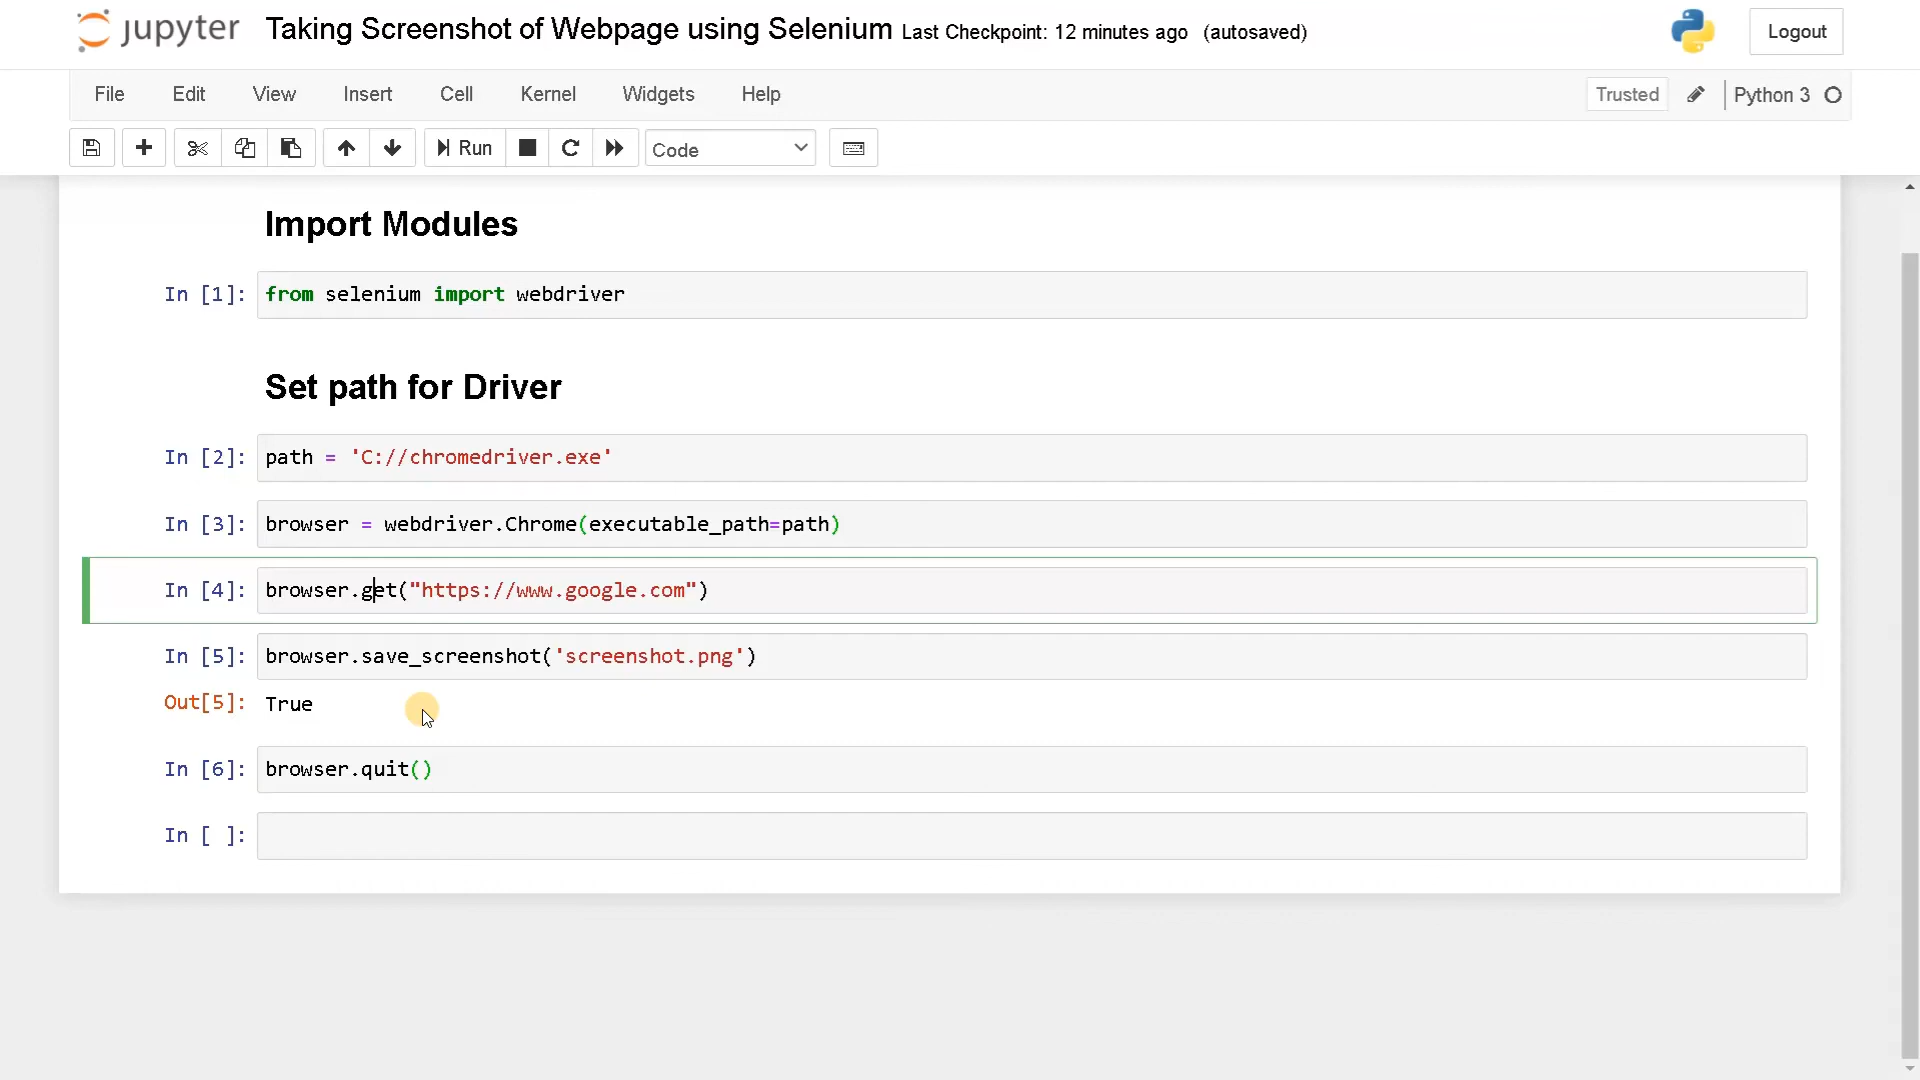 jupyter Taking Screenshot of Webpage using Selenium Last Checkpoint: 12 minutes ago (autosaved) Logout
File Edit View Insert Cell Kernel Widgets Help Trusted Python 3
Run Code
Import Modules
In [1]: from selenium import webdriver
Set path for Driver
In [2]: path = 'C://chromedriver.exe'
In [3]: browser = webdriver.Chrome(executable_path=path)
In [4]: browser.get("https://www.google.com")
In [5]: browser.save_screenshot('screenshot.png')
Out[5]: True
In [6]: browser.quit()
In [ ]: